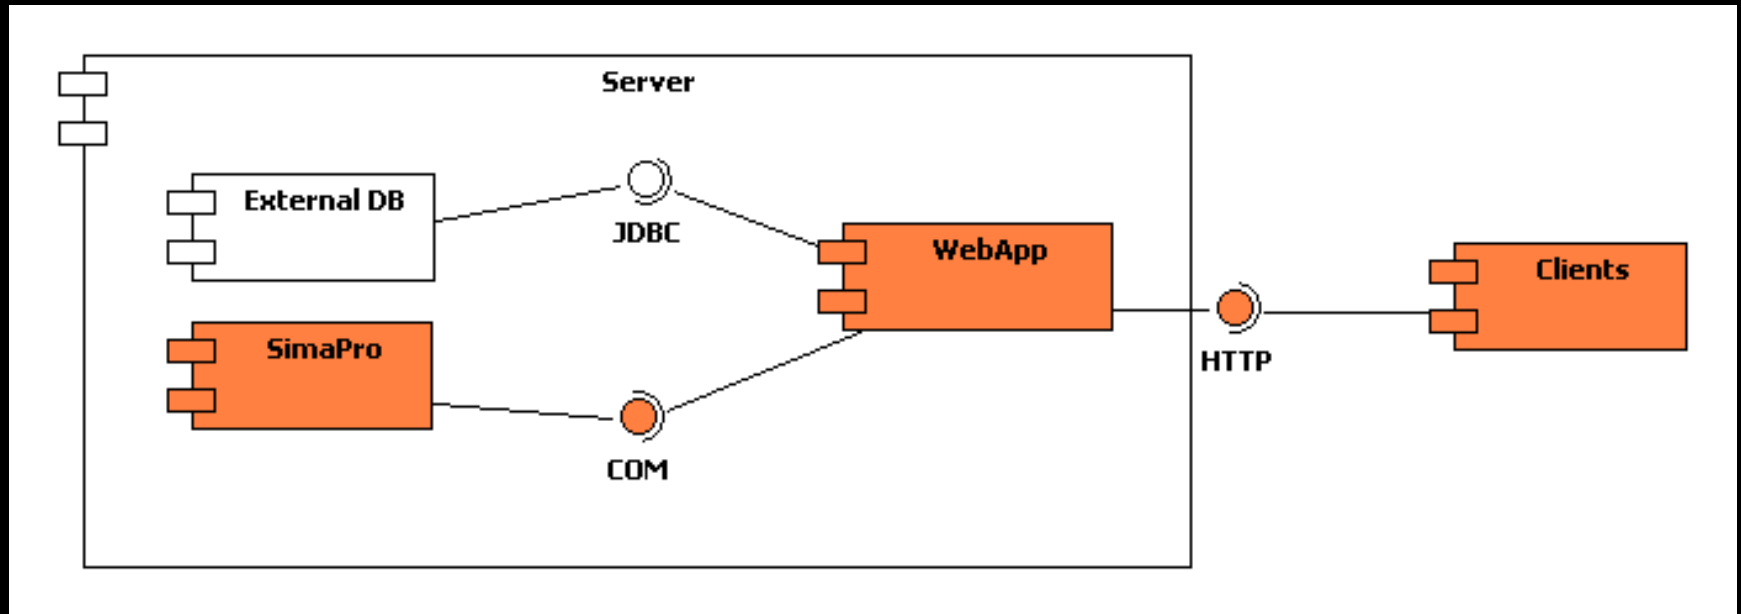 Server
External DB
JDBC
WebApp
Clients
SimaPro
HTTP
COM